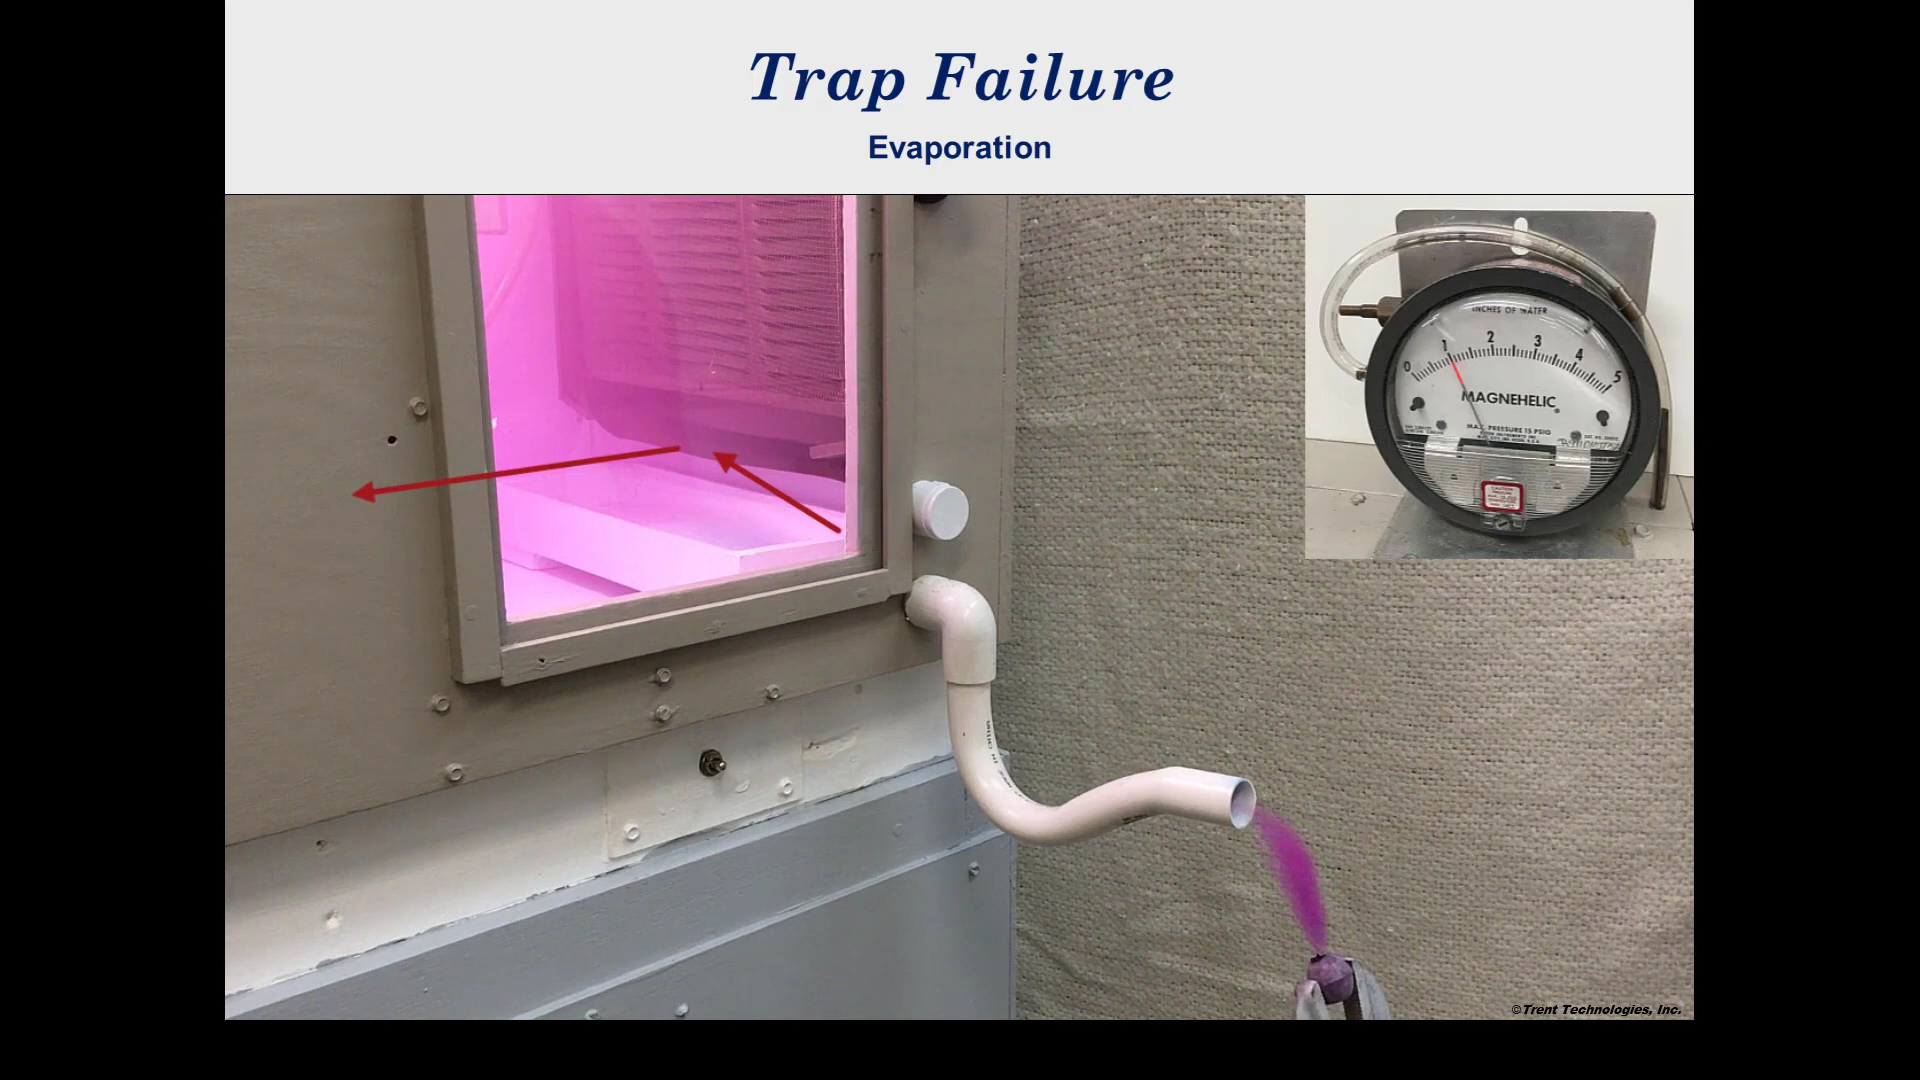 Trap Failure
Evaporation
INCHES OF WATER
0 1 2 3 4 5
MAGNEHELIC
MAX. PRESSURE 15 PSIG
©Trent Technologies, Inc.